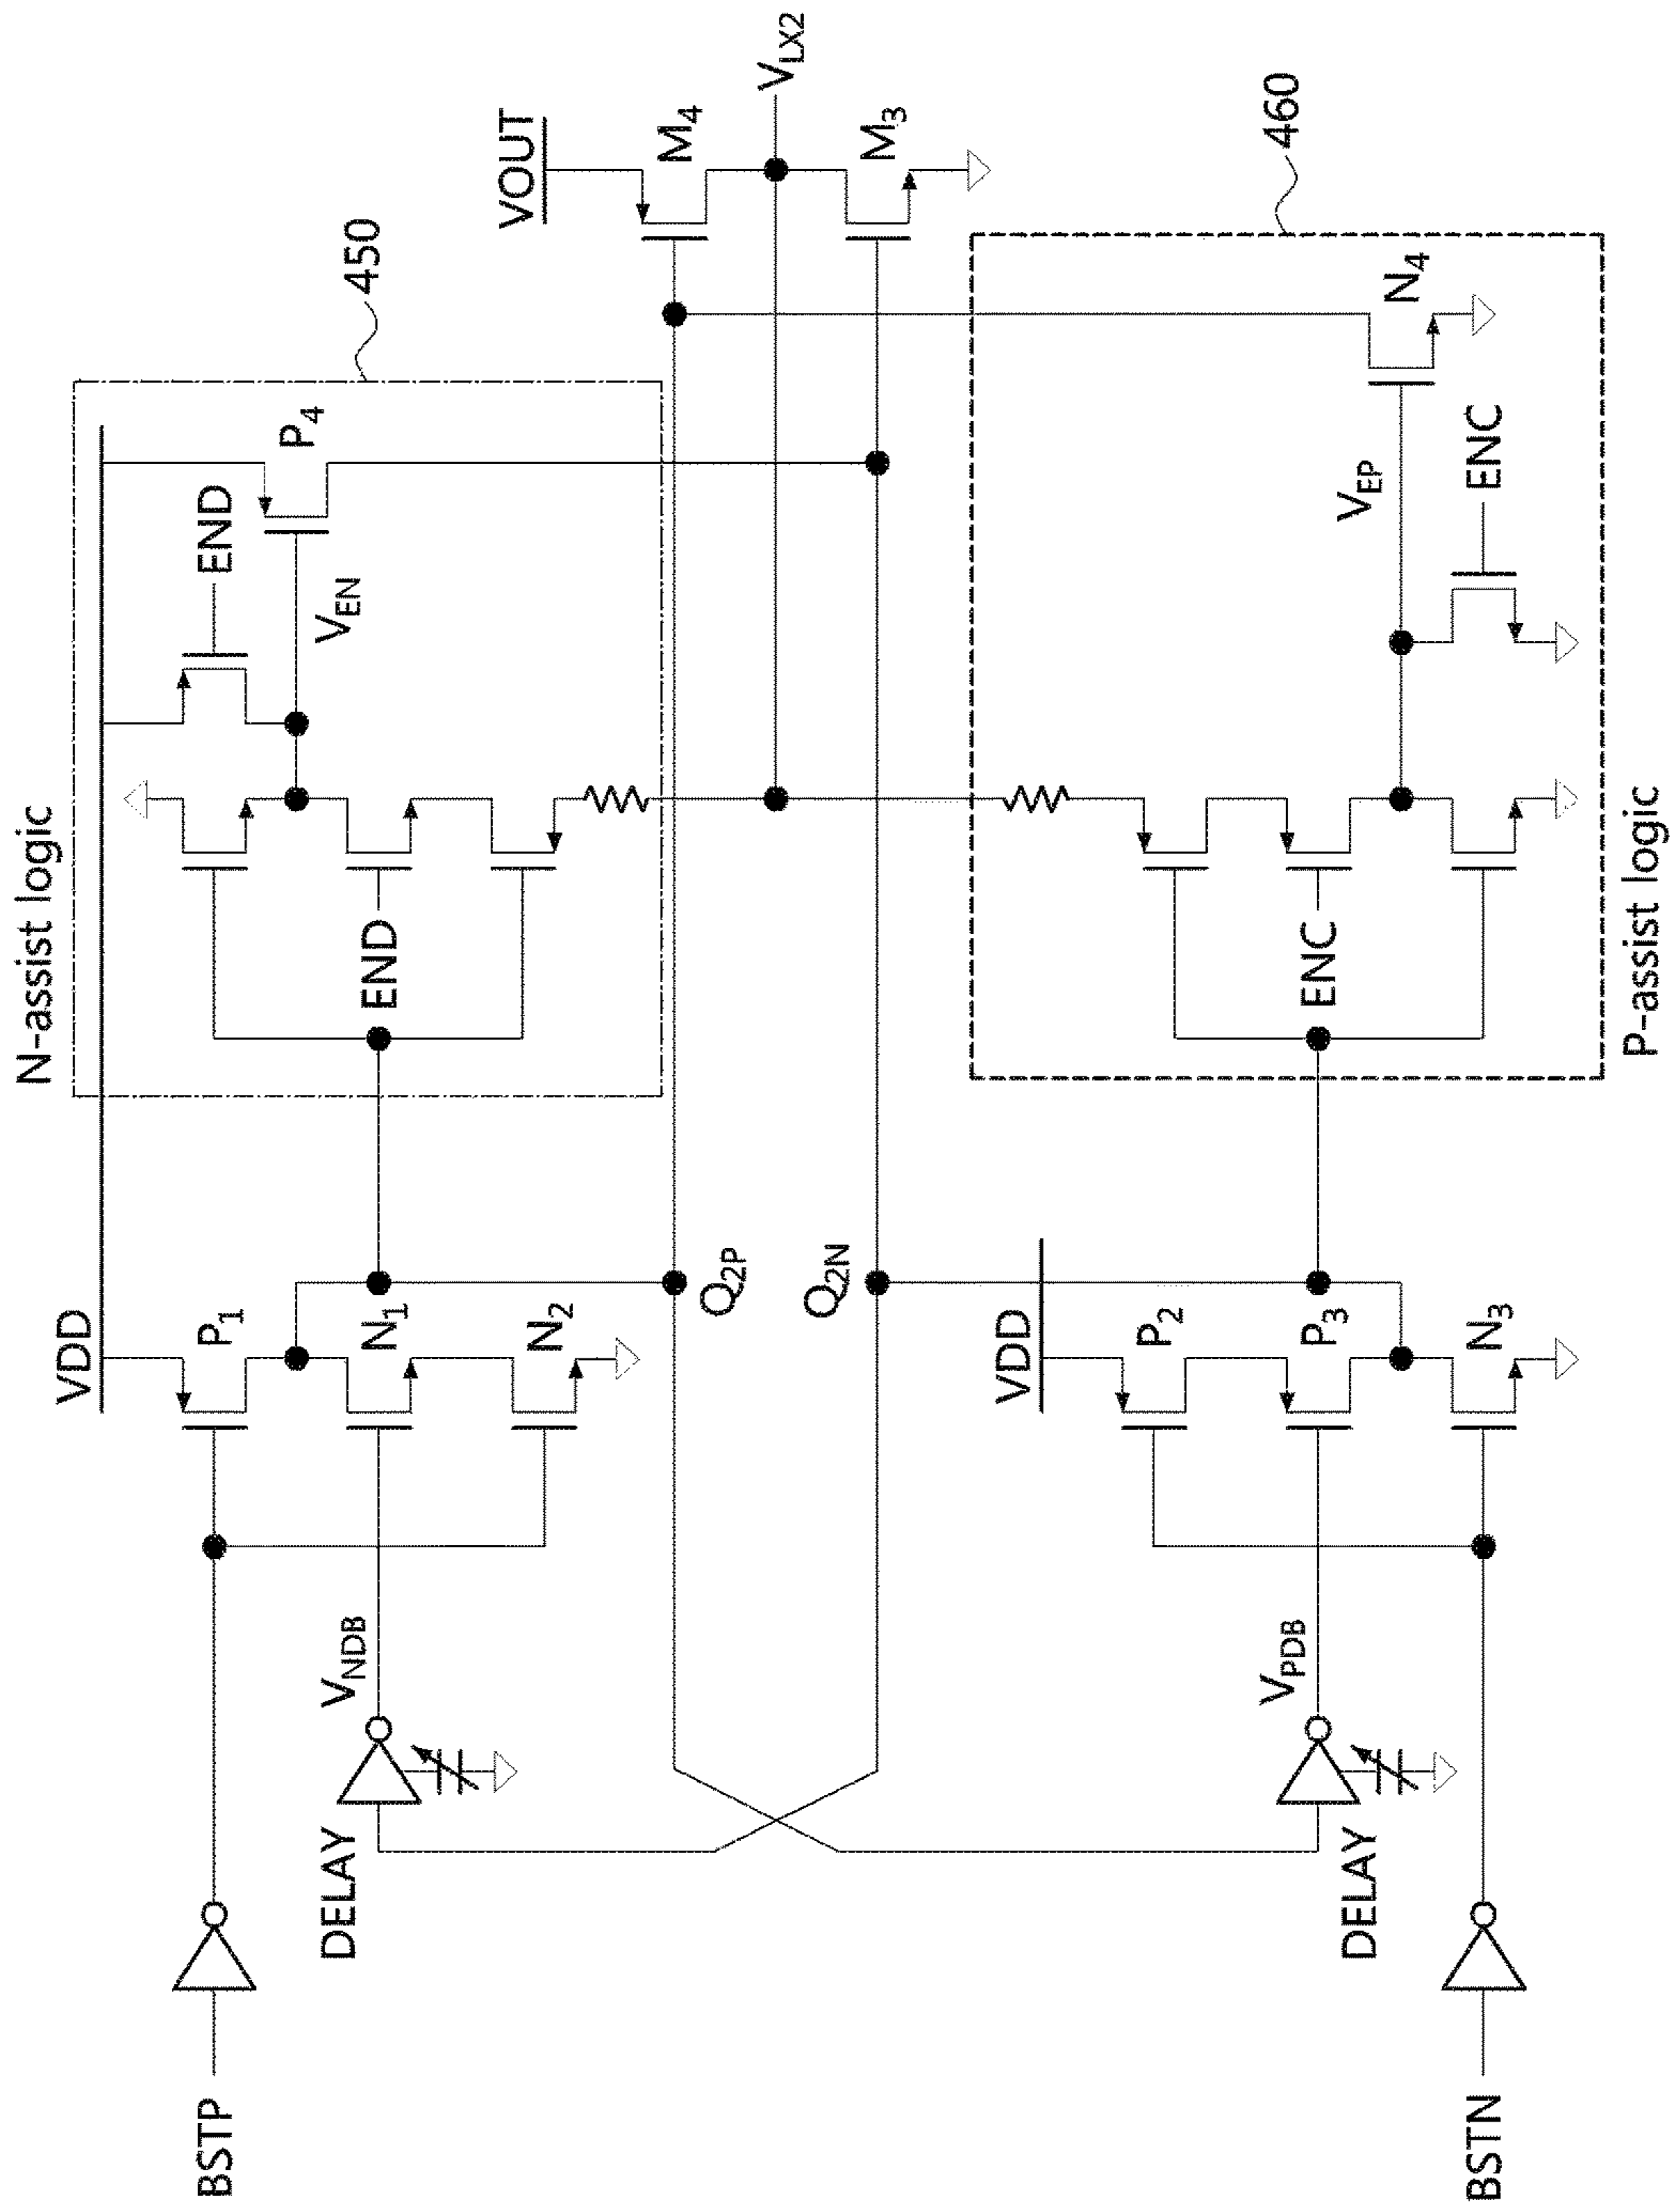 N-assist logic
450
VDD
END
P4
VOUT
BSTP
P1
END
VEN
M4
DELAY
VNDB
N1
N2
Q2P
VLX2
Q2N
M3
VDD
460
DELAY
VPDB
P2
P3
ENC
VEP
N4
BSTN
N3
ENC
P-assist logic